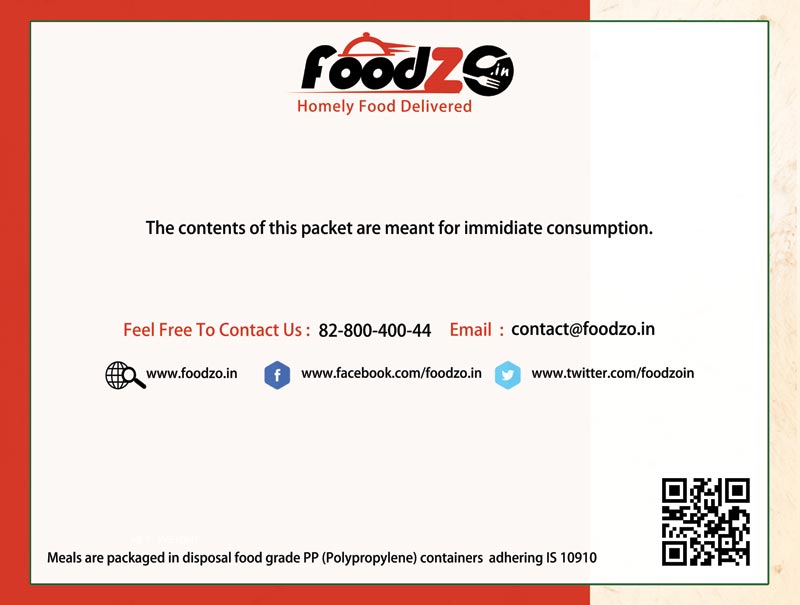 FoodZO.in
Homely Food Delivered
The contents of this packet are meant for immidiate consumption.
Feel Free To Contact Us : 82-800-400-44 Email : contact@foodzo.in
www.foodzo.in www.facebook.com/foodzo.in www.twitter.com/foodzoin
Meals are packaged in disposal food grade PP (Polypropylene) containers adhering IS 10910